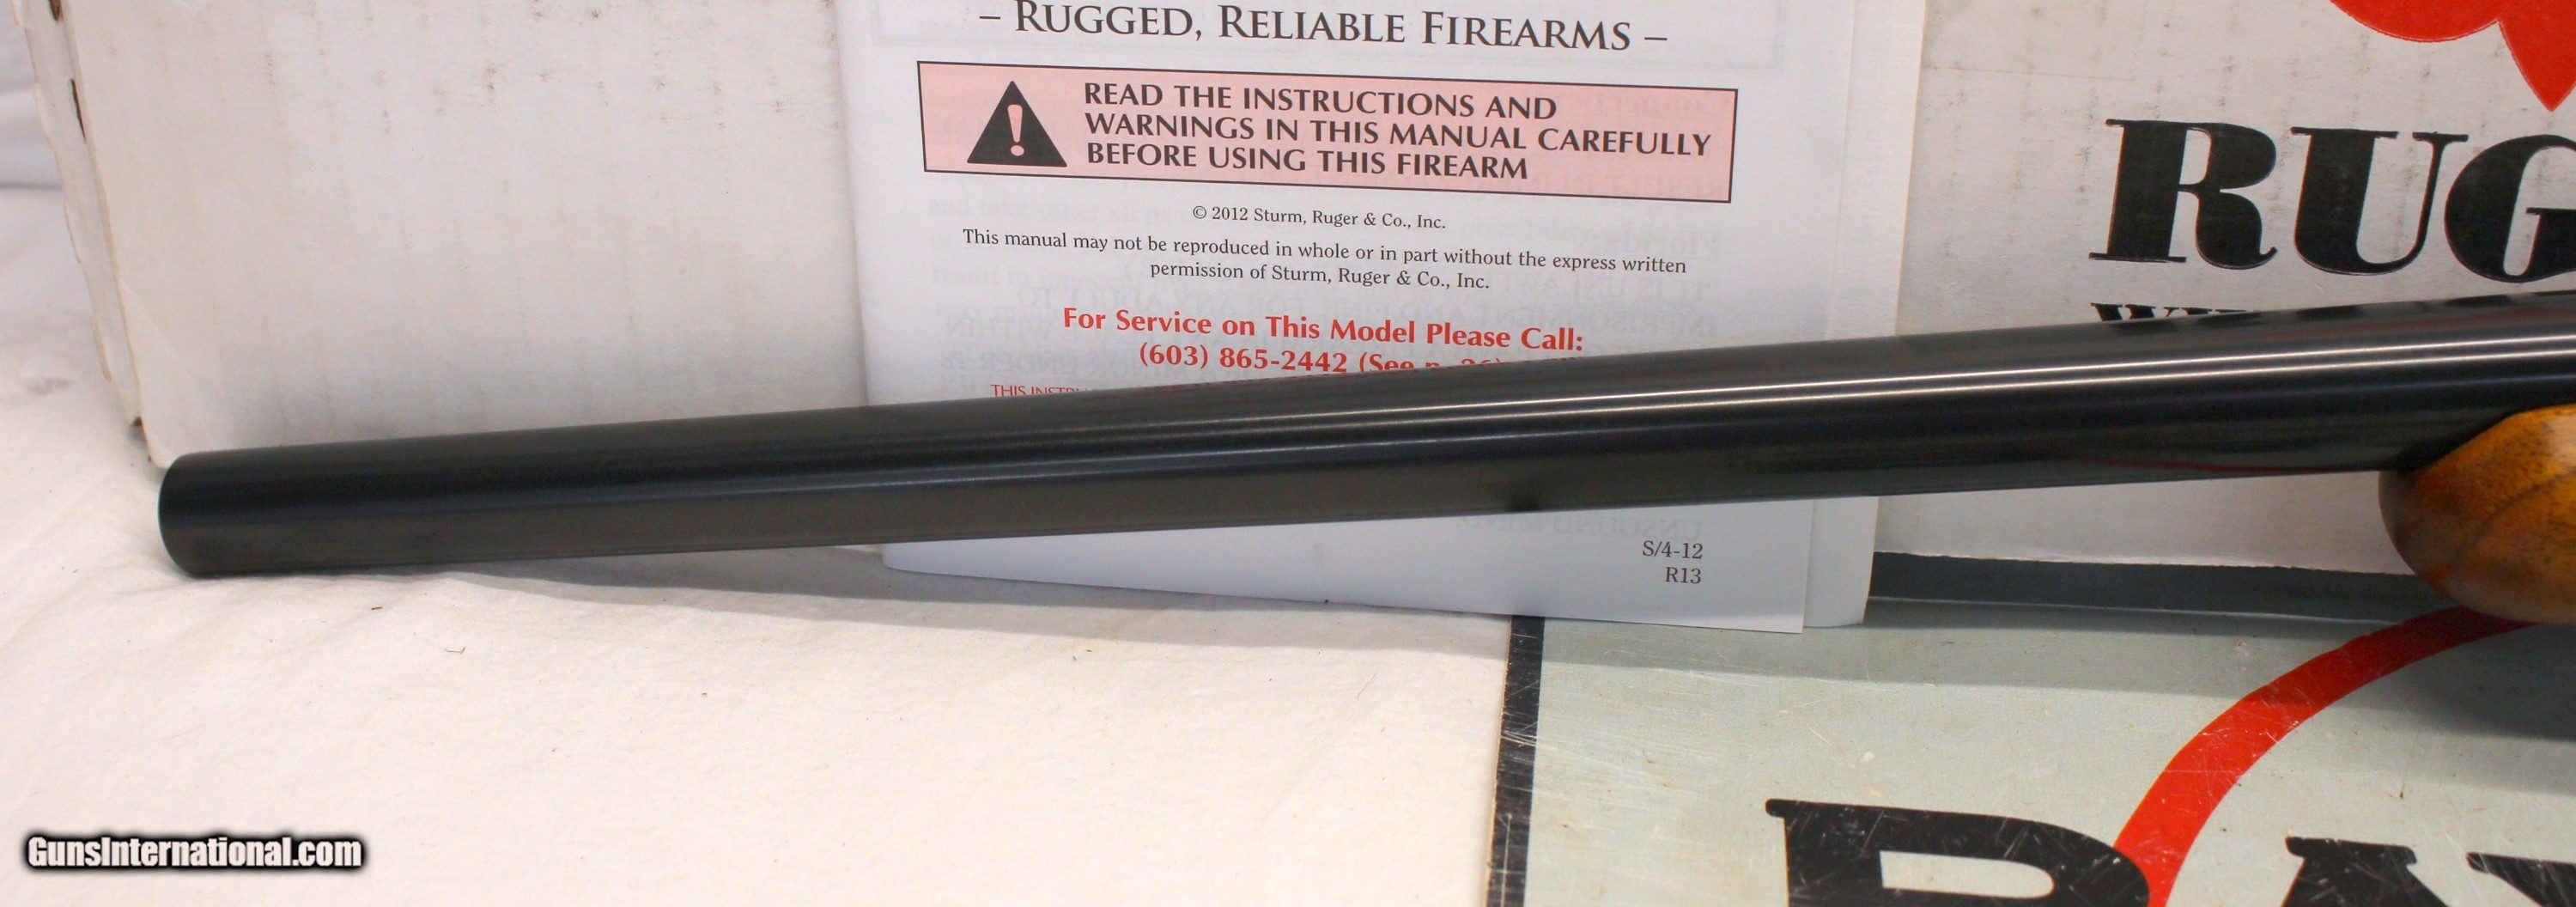 – RUGGED, RELIABLE FIREARMS –
READ THE INSTRUCTIONS AND
WARNINGS IN THIS MANUAL CAREFULLY
BEFORE USING THIS FIREARM
© 2012 Sturm, Ruger & Co., Inc.
This manual may not be reproduced in whole or in part without the express written
permission of Sturm, Ruger & Co., Inc.
For Service on This Model Please Call:
(603) 865-2442 (See p.
THIS
S/4-12
R13
RUG
GunsInternational.com